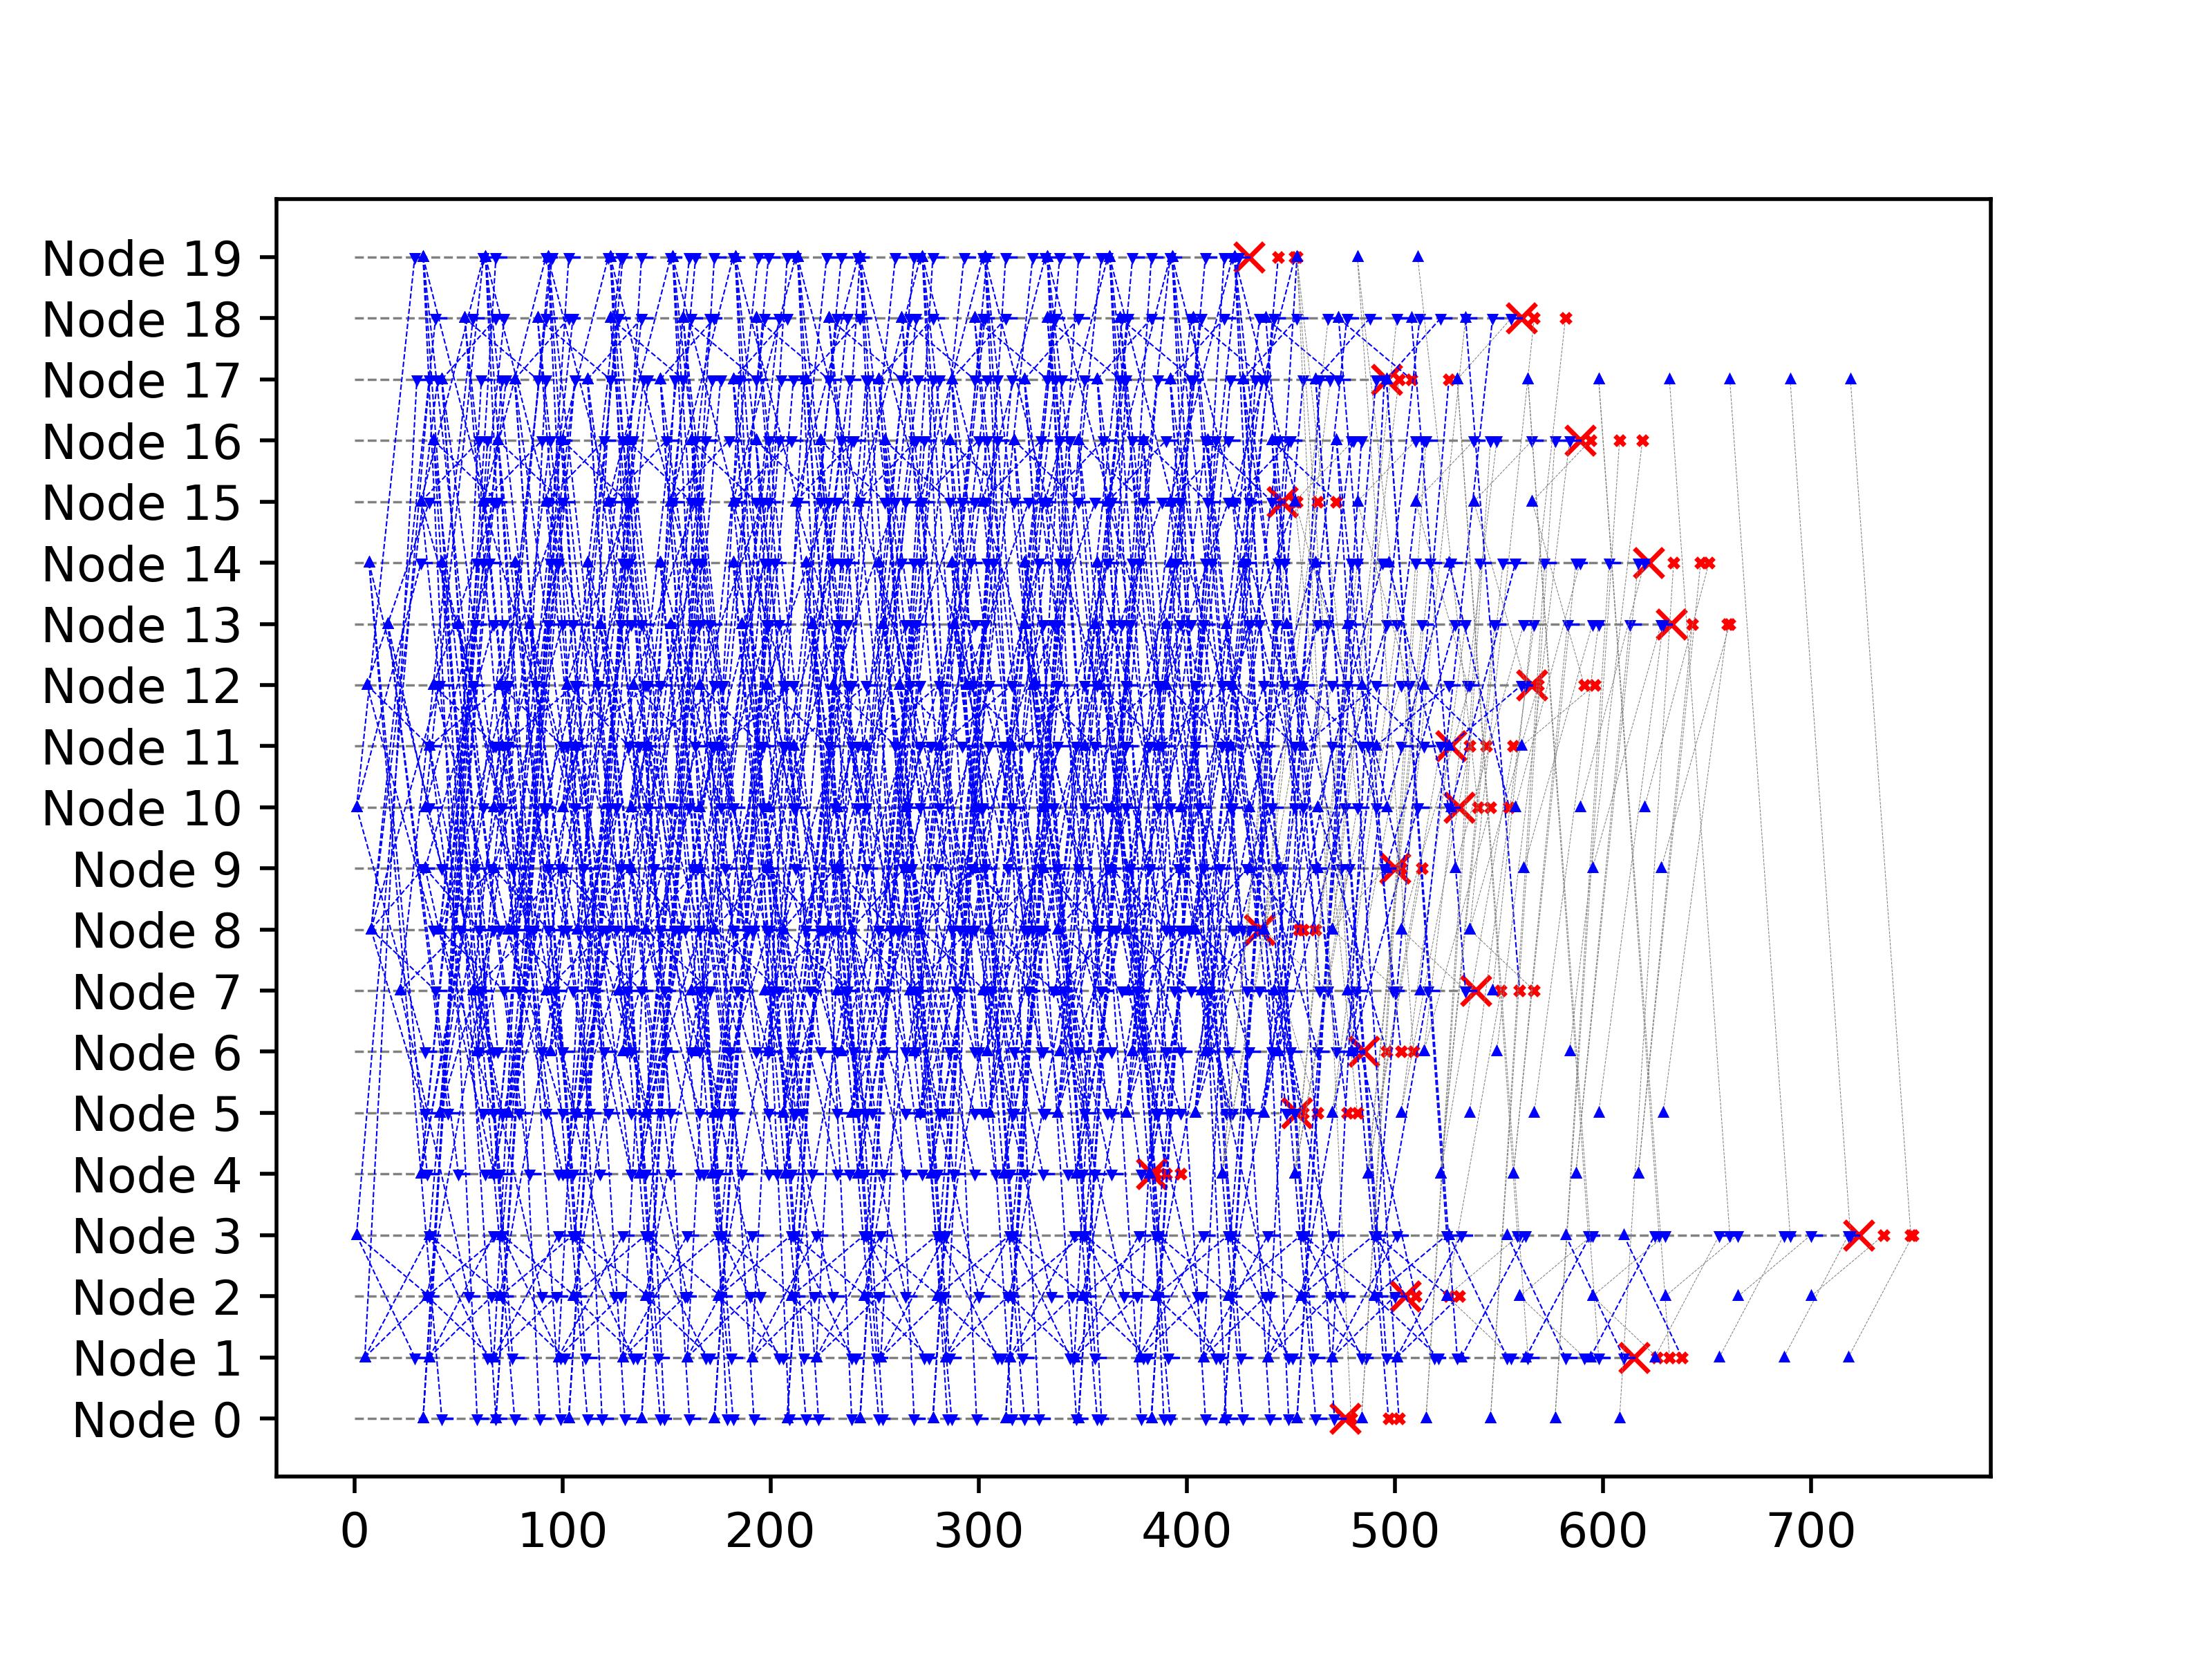 Node 19
Node 18
Node 17
Node 16
Node 15
Node 14
Node 13
Node 12
Node 11
Node 10
Node 9
Node 8
Node 7
Node 6
Node 5
Node 4
Node 3
Node 2
Node 1
Node 0
0 100 200 300 400 500 600 700